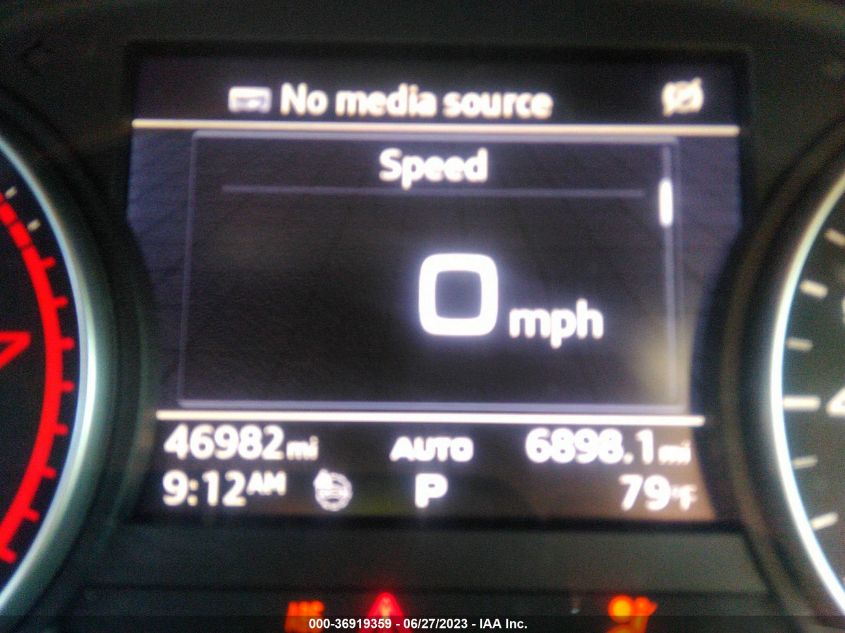 No media source
Speed
0 mph
46982 mi AUTO 6898.1 mi
9:12 AM P 79°F
000-36919359 - 06/27/2023 - IAA Inc.